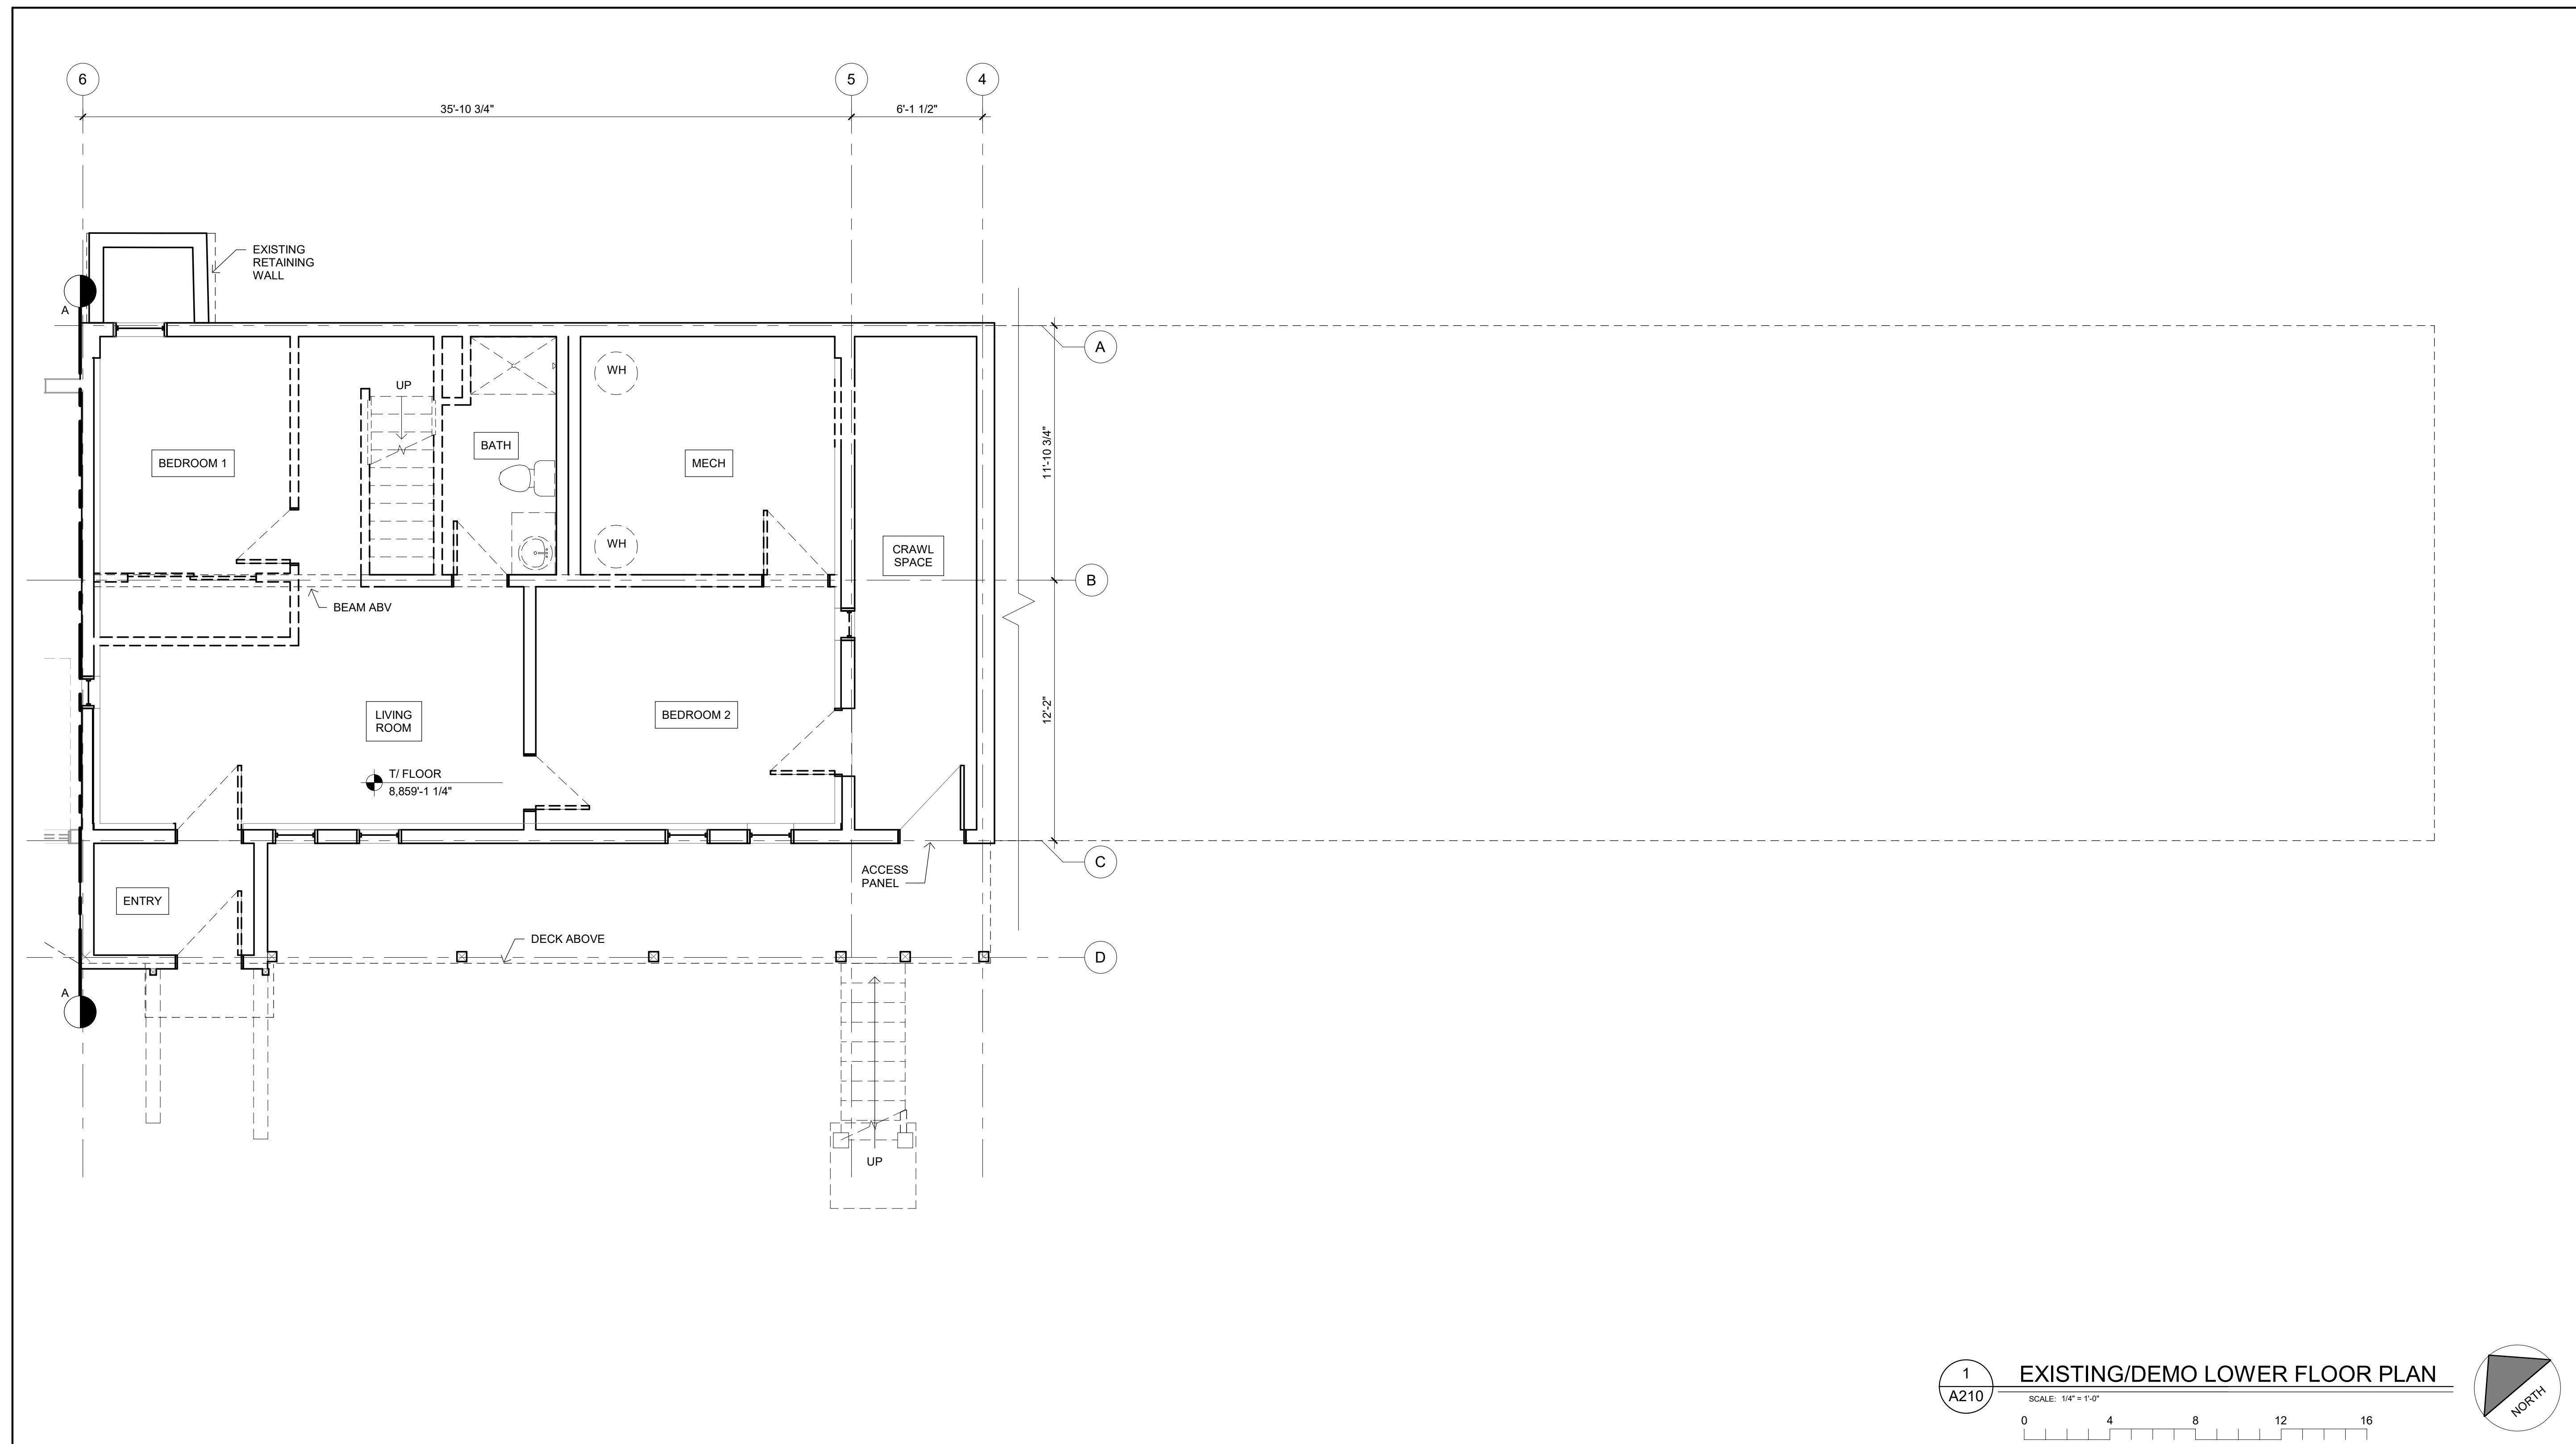 6
5
4
35'-10 3/4"
6'-1 1/2"
EXISTING
RETAINING
WALL
A
A
UP
WH
BATH
BEDROOM 1
MECH
11'-10 3/4"
WH
CRAWL
SPACE
B
BEAM ABV
LIVING
ROOM
BEDROOM 2
12'-2"
T/ FLOOR
8,859'-1 1/4"
C
ACCESS
PANEL
ENTRY
DECK ABOVE
D
A
UP
1
A210
EXISTING/DEMO LOWER FLOOR PLAN
SCALE: 1/4" = 1'-0"
0 4 8 12 16
NORTH